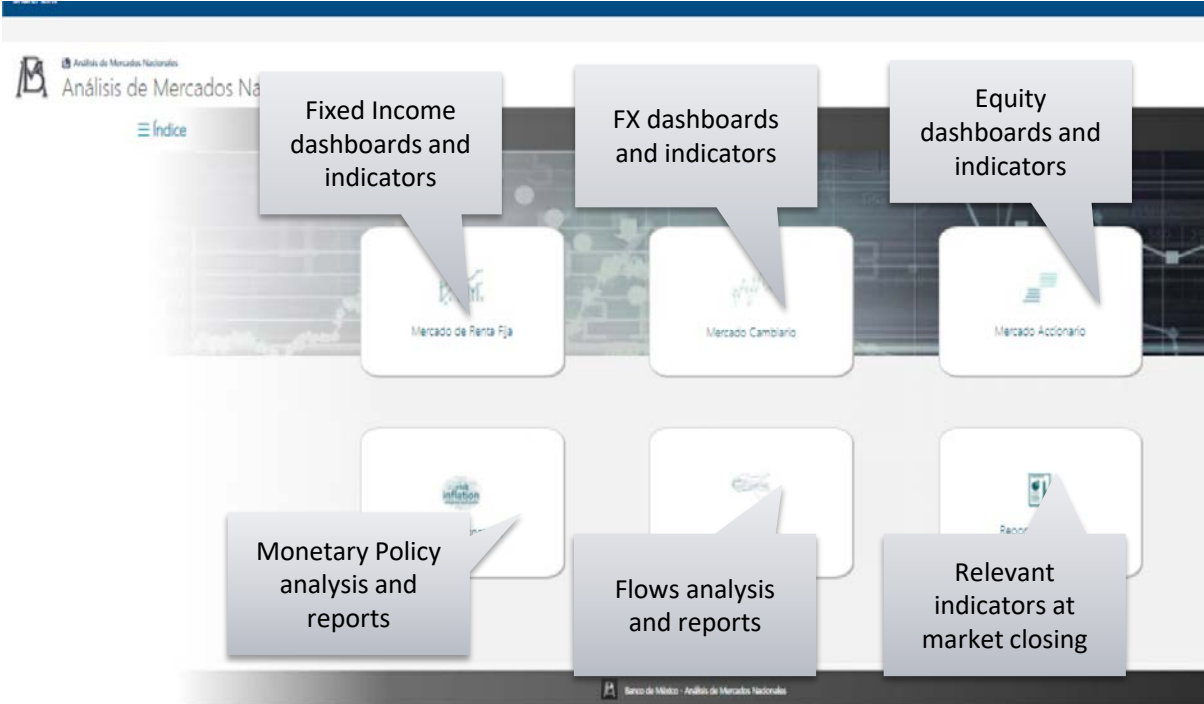 Análisis de Mercados Nacionales
Análisis de Mercados Na
☰ Índice
Fixed Income
dashboards and
indicators
FX dashboards
and indicators
Equity
dashboards and
indicators
Mercado de Renta Fija
Mercado Cambiario
Mercado Accionario
inflation
Monetary Policy
analysis and
reports
Flows analysis
and reports
Relevant
indicators at
market closing
Banco de México - Análisis de Mercados Nacionales